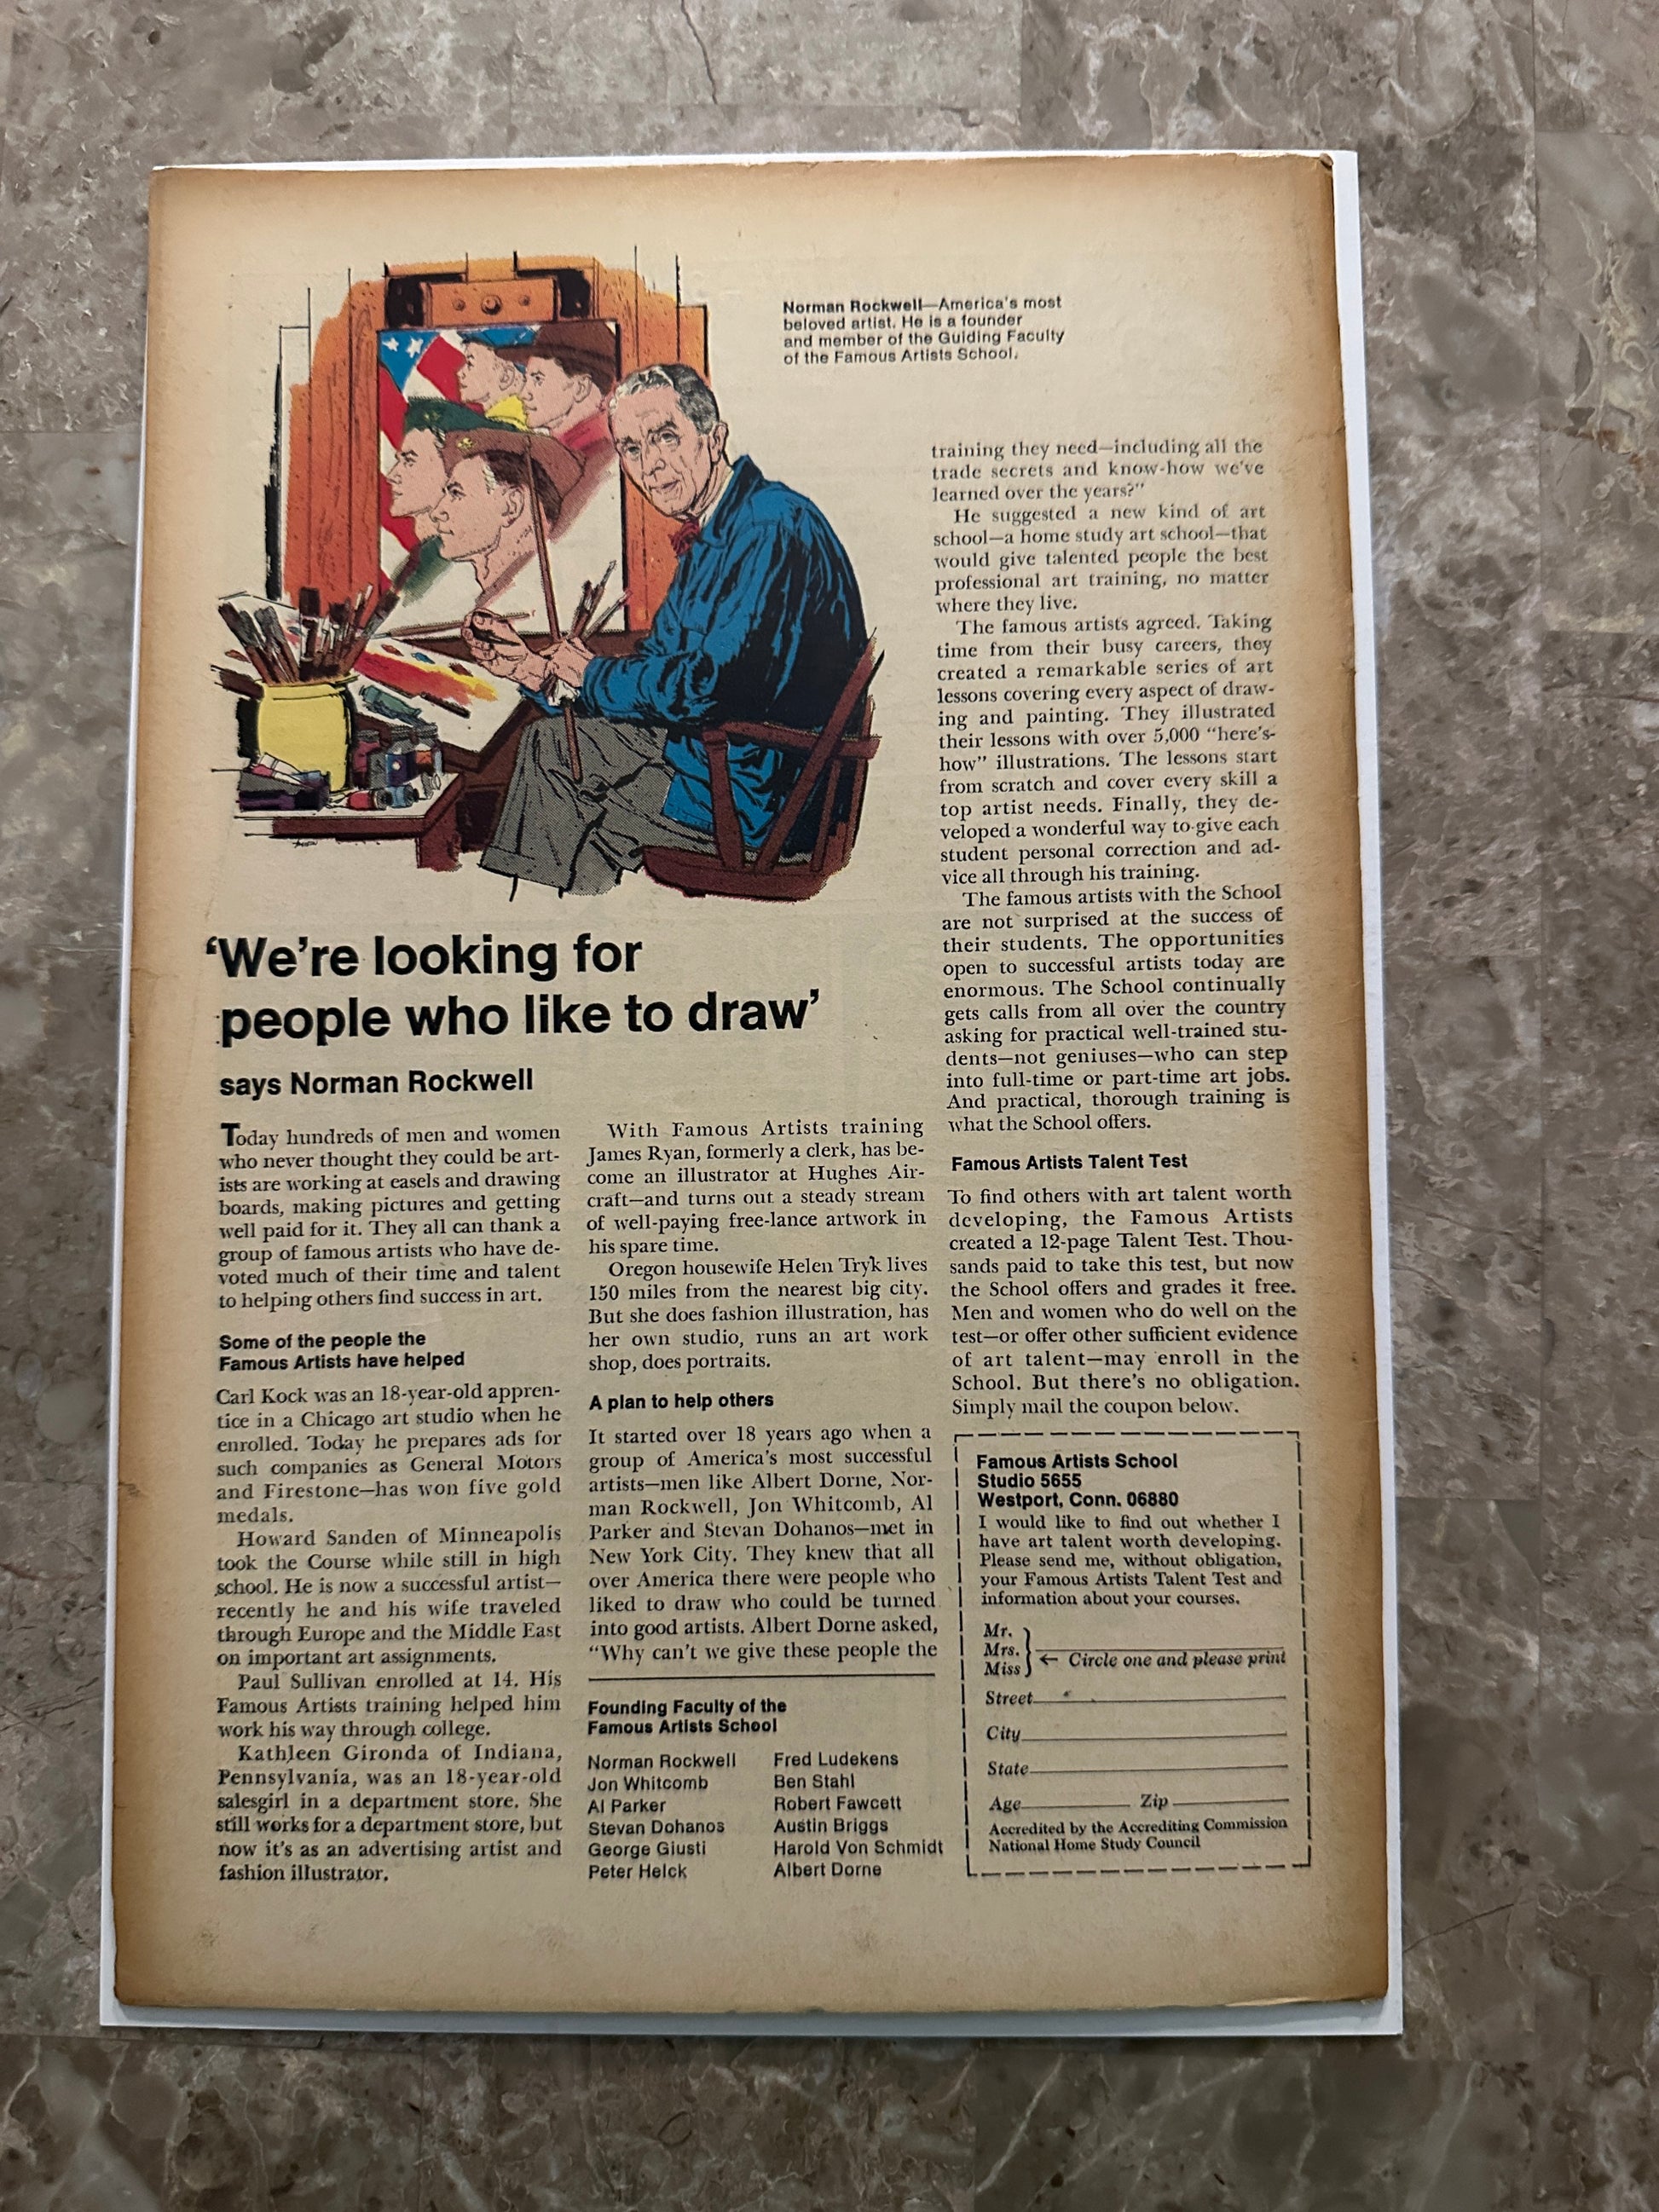 Norman Rockwell—America's most
beloved artist. He is a founder
and member of the Guiding Faculty
of the Famous Artists School.
'We're looking for
people who like to draw'
says Norman Rockwell
Today hundreds of men and women
who never thought they could be art-
ists are working at easels and drawing
boards, making pictures and getting
well paid for it. They all can thank a
group of famous artists who have de-
voted much of their time and talent
to helping others find success in art.
Some of the people the
Famous Artists have helped
Carl Kock was an 18-year-old appren-
tice in a Chicago art studio when he
enrolled. Today he prepares ads for
such companies as General Motors
and Firestone—has won five gold
medals.
Howard Sanden of Minneapolis
took the Course while still in high
school. He is now a successful artist—
recently he and his wife traveled
through Europe and the Middle East
on important art assignments.
Paul Sullivan enrolled at 14. His
Famous Artists training helped him
work his way through college.
Kathleen Gironda of Indiana,
Pennsylvania, was an 18-year-old
salesgirl in a department store. She
still works for a department store, but
now it's as an advertising artist and
fashion illustrator.
With Famous Artists training
James Ryan, formerly a clerk, has be-
come an illustrator at Hughes Air-
craft—and turns out a steady stream
of well-paying free-lance artwork in
his spare time.
Oregon housewife Helen Tryk lives
150 miles from the nearest big city.
But she does fashion illustration, has
her own studio, runs an art work
shop, does portraits.
A plan to help others
It started over 18 years ago when a
group of America's most successful
artists—men like Albert Dorne, Nor-
man Rockwell, Jon Whitcomb, Al
Parker and Stevan Dohanos—met in
New York City. They knew that all
over America there were people who
liked to draw who could be turned
into good artists. Albert Dorne asked,
"Why can't we give these people the
training they need—including all the
trade secrets and know-how we've
learned over the years?"
He suggested a new kind of art
school—a home study art school—that
would give talented people the best
professional art training, no matter
where they live.
The famous artists agreed. Taking
time from their busy careers, they
created a remarkable series of art
lessons covering every aspect of draw-
ing and painting. They illustrated
their lessons with over 5,000 "here's-
how" illustrations. The lessons start
from scratch and cover every skill a
top artist needs. Finally, they de-
veloped a wonderful way to give each
student personal correction and ad-
vice all through his training.
The famous artists with the School
are not surprised at the success of
their students. The opportunities
open to successful artists today are
enormous. The School continually
gets calls from all over the country
asking for practical well-trained stu-
dents—not geniuses—who can step
into full-time or part-time art jobs.
And practical, thorough training is
what the School offers.
Famous Artists Talent Test
To find others with art talent worth
developing, the Famous Artists
created a 12-page Talent Test. Thou-
sands paid to take this test, but now
the School offers and grades it free.
Men and women who do well on the
test—or offer other sufficient evidence
of art talent—may enroll in the
School. But there's no obligation.
Simply mail the coupon below.
Founding Faculty of the
Famous Artists School
Norman Rockwell
Jon Whitcomb
Al Parker
Stevan Dohanos
George Giusti
Peter Helck
Fred Ludekens
Ben Stahl
Robert Fawcett
Austin Briggs
Harold Von Schmidt
Albert Dorne
Famous Artists School
Studio 5655
Westport, Conn. 06880
I would like to find out whether I
have art talent worth developing.
Please send me, without obligation,
your Famous Artists Talent Test and
information about your courses.
Mr.
Mrs.
Miss
← Circle one and please print
Street
City
State
Age Zip
Accredited by the Accrediting Commission
National Home Study Council